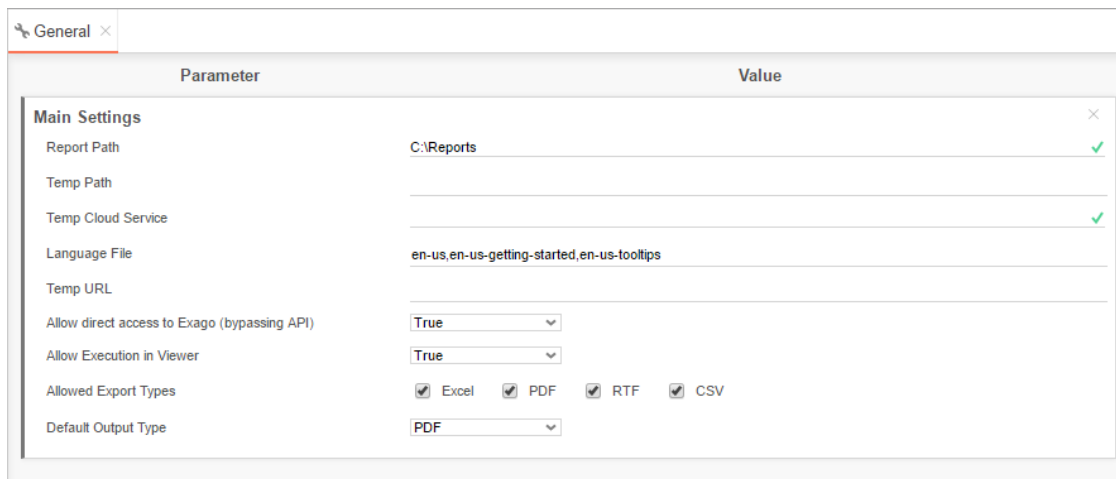 General
Parameter Value
Main Settings
Report Path C:\Reports
Temp Path
Temp Cloud Service
Language File en-us,en-us-getting-started,en-us-tooltips
Temp URL
Allow direct access to Exago (bypassing API) True
Allow Execution in Viewer True
Allowed Export Types Excel PDF RTF CSV
Default Output Type PDF